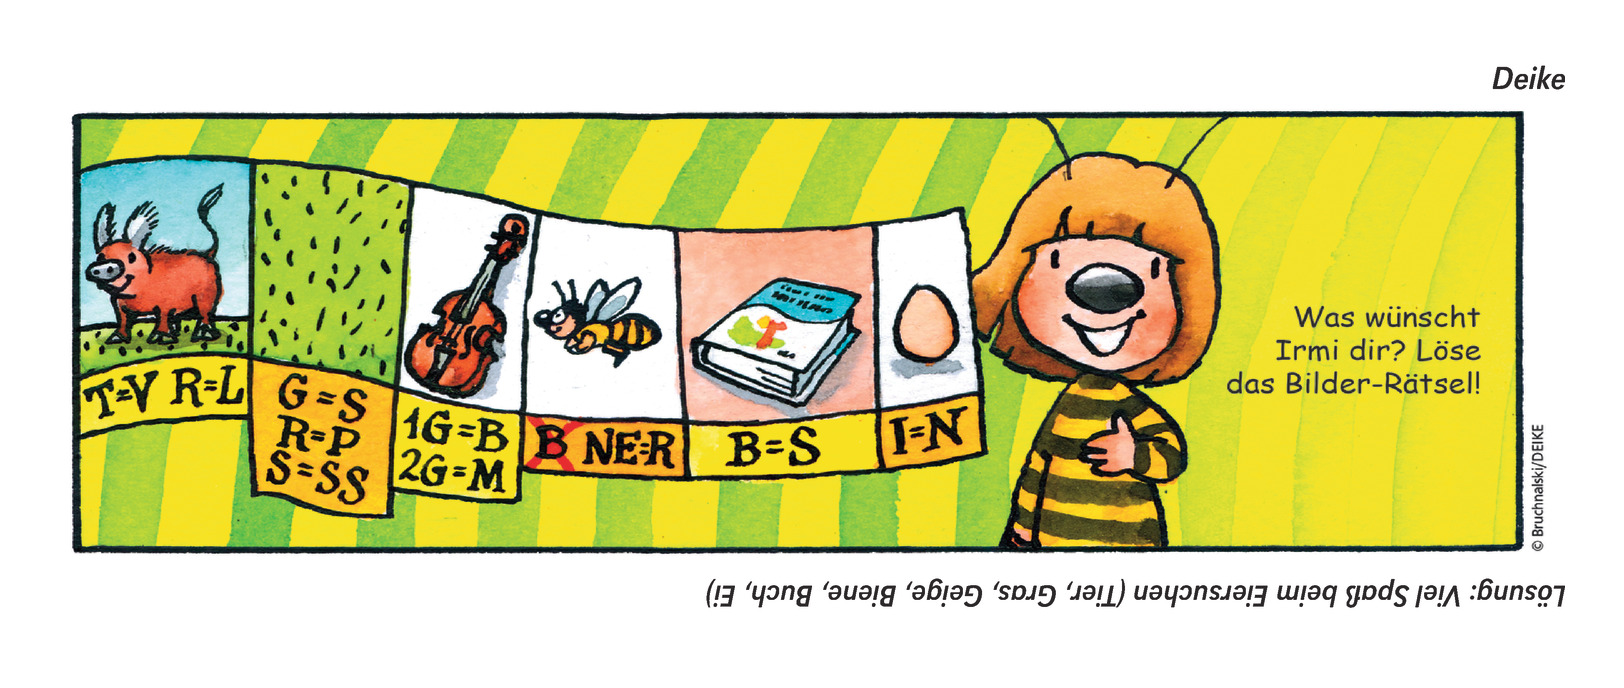 Deike
T=V R=L
G=S
R=P
S=SS
1G=B
2G=M
B NE=R
B=S
I=N
Was wünscht
Irmi dir? Löse
das Bilder-Rätsel!
© Bruchnalski/DEIKE
Lösung: Viel Spaß beim Eiersuchen (Tier, Gras, Geige, Biene, Buch, Ei)